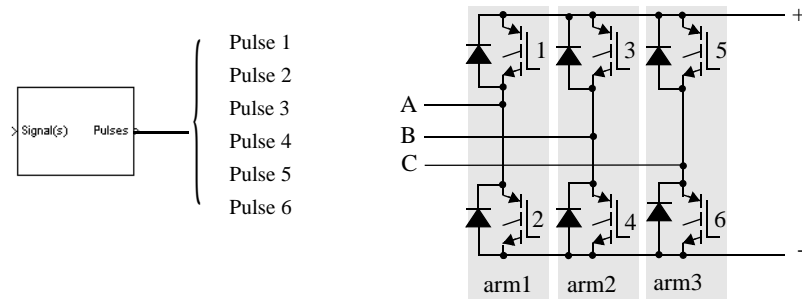 Pulse 1
Pulse 2
Pulse 3
Pulse 4
Pulse 5
Pulse 6
Signal(s) Pulses
+
1 3 5
A
B
C
2 4 6
-
arm1 arm2 arm3